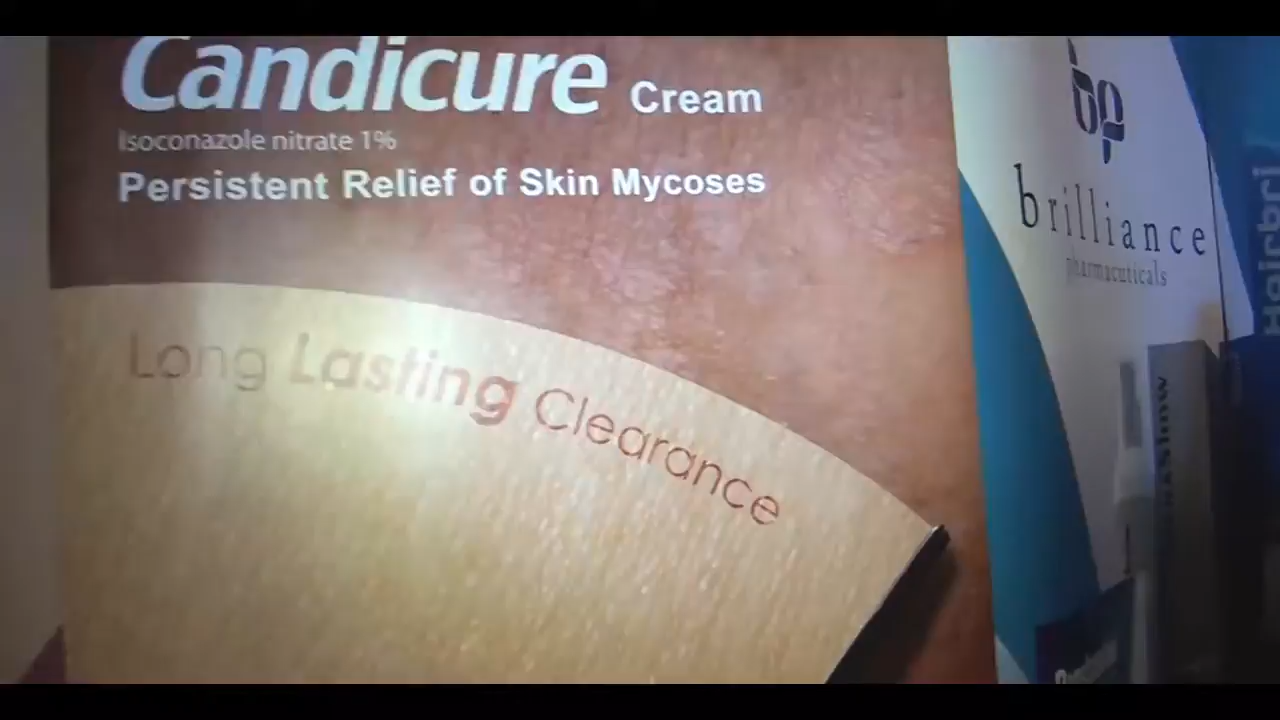 Candicure Cream
Isoconazole nitrate 1%
Persistent Relief of Skin Mycoses
Long Lasting Clearance
bp
brilliance
pharmaceuticals